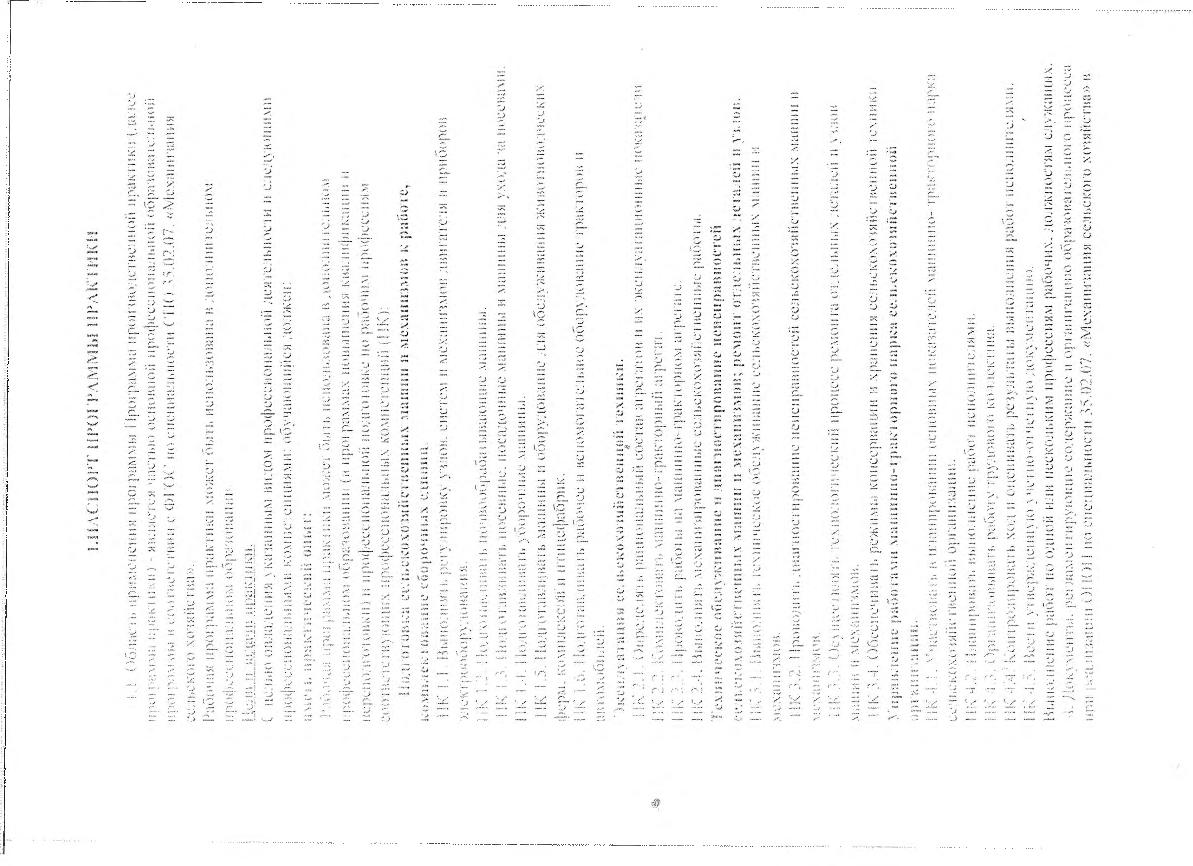 1.ПАСПОРТ ПРОГРАММЫ ПРАКТИКИ
1.1. Область применения программы Программа производственной практики (далее
программа практики) - является частью основной профессиональной образовательной
программы в соответствии с ФГОС по специальности СПО 35.02.07. «Механизация
сельского хозяйства».
Рабочая программа практики может быть использована в дополнительном
профессиональном образовании:
Цели и задачи практики.
С целью овладения указанным видом профессиональной деятельности и следующими
профессиональными компетенциями: обучающийся должен:
иметь практический опыт:
Рабочая программа практики может быть использована в дополнительном
профессиональном образовании (в программах повышения квалификации и
переподготовки) и профессиональной подготовке по рабочим профессиям
соответствующих профессиональных компетенций (ПК):
Подготовка сельскохозяйственных машин и механизмов к работе,
комплектование сборочных единиц.
ПК 1.1. Выполнять регулировку узлов, систем и механизмов двигателя и приборов
электрооборудования.
ПК 1.2. Подготавливать почвообрабатывающие машины.
ПК 1.3. Подготавливать посевные, посадочные машины и машины для ухода за посевами.
ПК 1.4. Подготавливать уборочные машины.
ПК 1.5. Подготавливать машины и оборудование для обслуживания животноводческих
ферм, комплексов и птицефабрик.
ПК 1.6. Подготавливать рабочее и вспомогательное оборудование тракторов и
автомобилей.
Эксплуатация сельскохозяйственной техники.
ПК 2.1. Определять рациональный состав агрегатов и их эксплуатационные показатели
ПК 2.2. Комплектовать машинно-тракторный агрегат.
ПК 2.3. Проводить работы на машинно-тракторном агрегате.
ПК 2.4. Выполнять механизированные сельскохозяйственные работы.
Техническое обслуживание и диагностирование неисправностей
сельскохозяйственных машин и механизмов; ремонт отдельных деталей и узлов.
ПК 3.1. Выполнять техническое обслуживание сельскохозяйственных машин и
механизмов.
ПК 3.2. Проводить диагностирование неисправностей сельскохозяйственных машин и
механизмов.
ПК 3.3. Осуществлять технологический процесс ремонта отдельных деталей и узлов
машин и механизмов.
ПК 3.4. Обеспечивать режимы консервации и хранения сельскохозяйственной техники
Управление работами машинно-тракторного парка сельскохозяйственной
организации.
ПК 4.1. Участвовать в планировании основных показателей машинно- тракторного парка
сельскохозяйственной организации.
ПК 4.2. Планировать выполнение работ исполнителями.
ПК 4.3. Организовывать работу трудового коллектива.
ПК 4.4. Контролировать ход и оценивать результаты выполнения работ исполнителями.
ПК 4.5. Вести утвержденную учетно-отчетную документацию.
Выполнение работ по одной или нескольким профессиям рабочих, должностям служащих.
Документы, регламентирующие содержание и организацию образовательного процесса
при реализации ОПОП по специальности 35.02.07. «Механизация сельского хозяйства» в